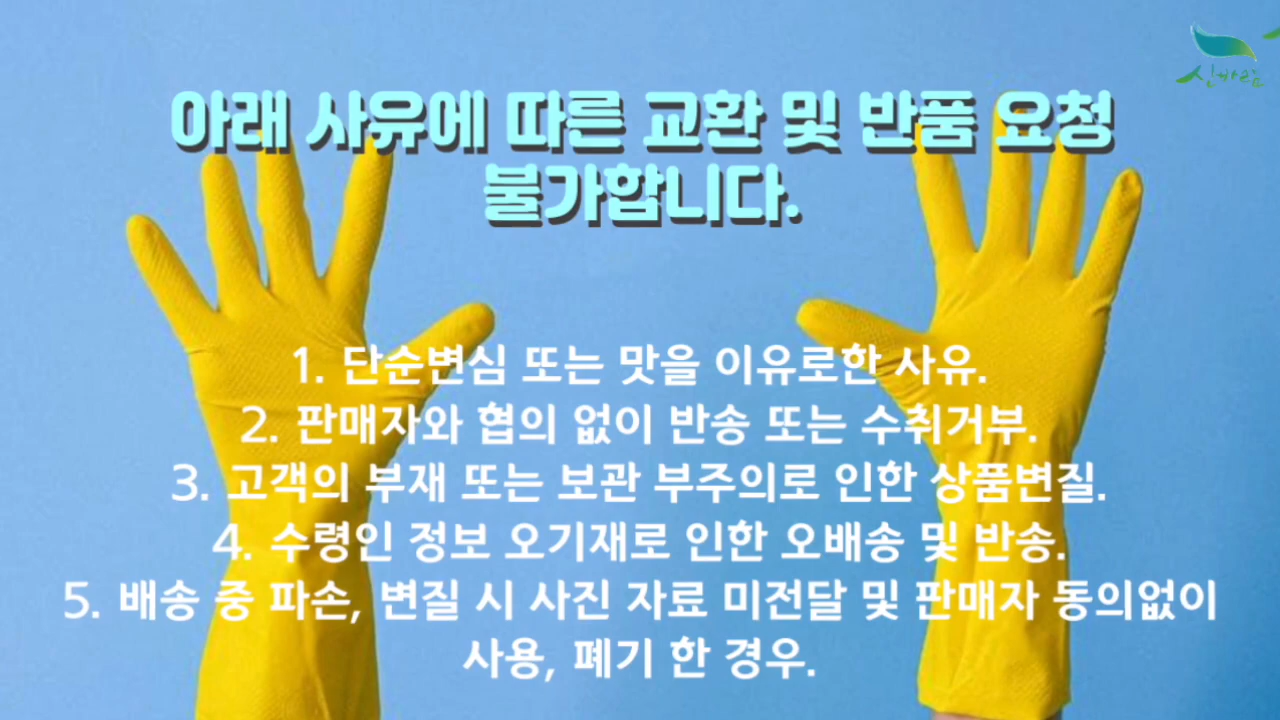 신바람
아래 사유에 따른 교환 및 반품 요청
불가합니다.
1. 단순변심 또는 맛을 이유로한 사유.
2. 판매자와 협의 없이 반송 또는 수취거부.
3. 고객의 부재 또는 보관 부주의로 인한 상품변질.
4. 수령인 정보 오기재로 인한 오배송 및 반송.
5. 배송 중 파손, 변질 시 사진 자료 미전달 및 판매자 동의없이
사용, 폐기 한 경우.